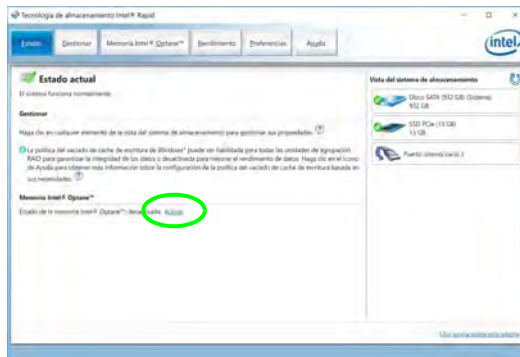 Tecnología de almacenamiento Intel® Rapid
Estado
Gestionar
Memoria Intel® Optane™
Rendimiento
Preferencias
Ayuda
intel
Estado actual
El sistema funciona normalmente.
Gestionar
Haga clic en cualquier elemento de la vista del sistema de almacenamiento para gestionar sus propiedades.
La política del vaciado de caché de escritura de Windows* puede ser habilitada para todas las unidades de agrupación
RAID para garantizar la integridad de los datos o desactivada para mejorar el rendimiento de datos. Haga clic en el icono
de Ayuda para obtener más información sobre la configuración de la política del vaciado de caché de escritura basada en
sus necesidades.
Memoria Intel® Optane™
Estado de la memoria Intel® Optane™: desactivada Activar
Vista del sistema de almacenamiento
Disco SATA (932 GB) (Sistema)
932 GB
SSD PCIe (13 GB)
13 GB
Puerto interno vacío